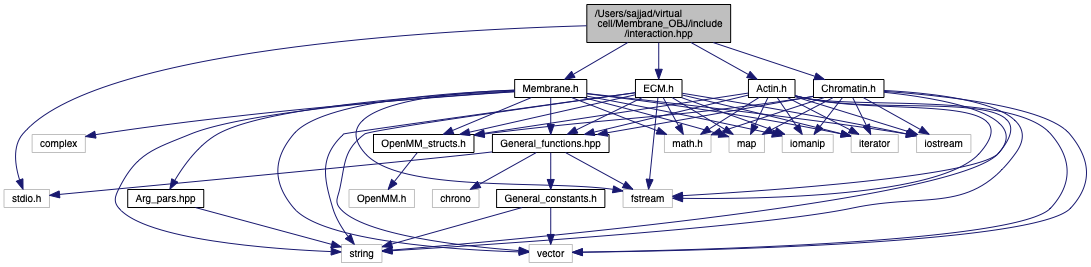 /Users/sajjad/virtual
cell/Membrane_OBJ/include
/interaction.hpp
Membrane.h
ECM.h
Actin.h
Chromatin.h
complex
OpenMM_structs.h
General_functions.hpp
math.h
map
iomanip
iterator
iostream
stdio.h
Arg_pars.hpp
OpenMM.h
chrono
General_constants.h
fstream
string
vector